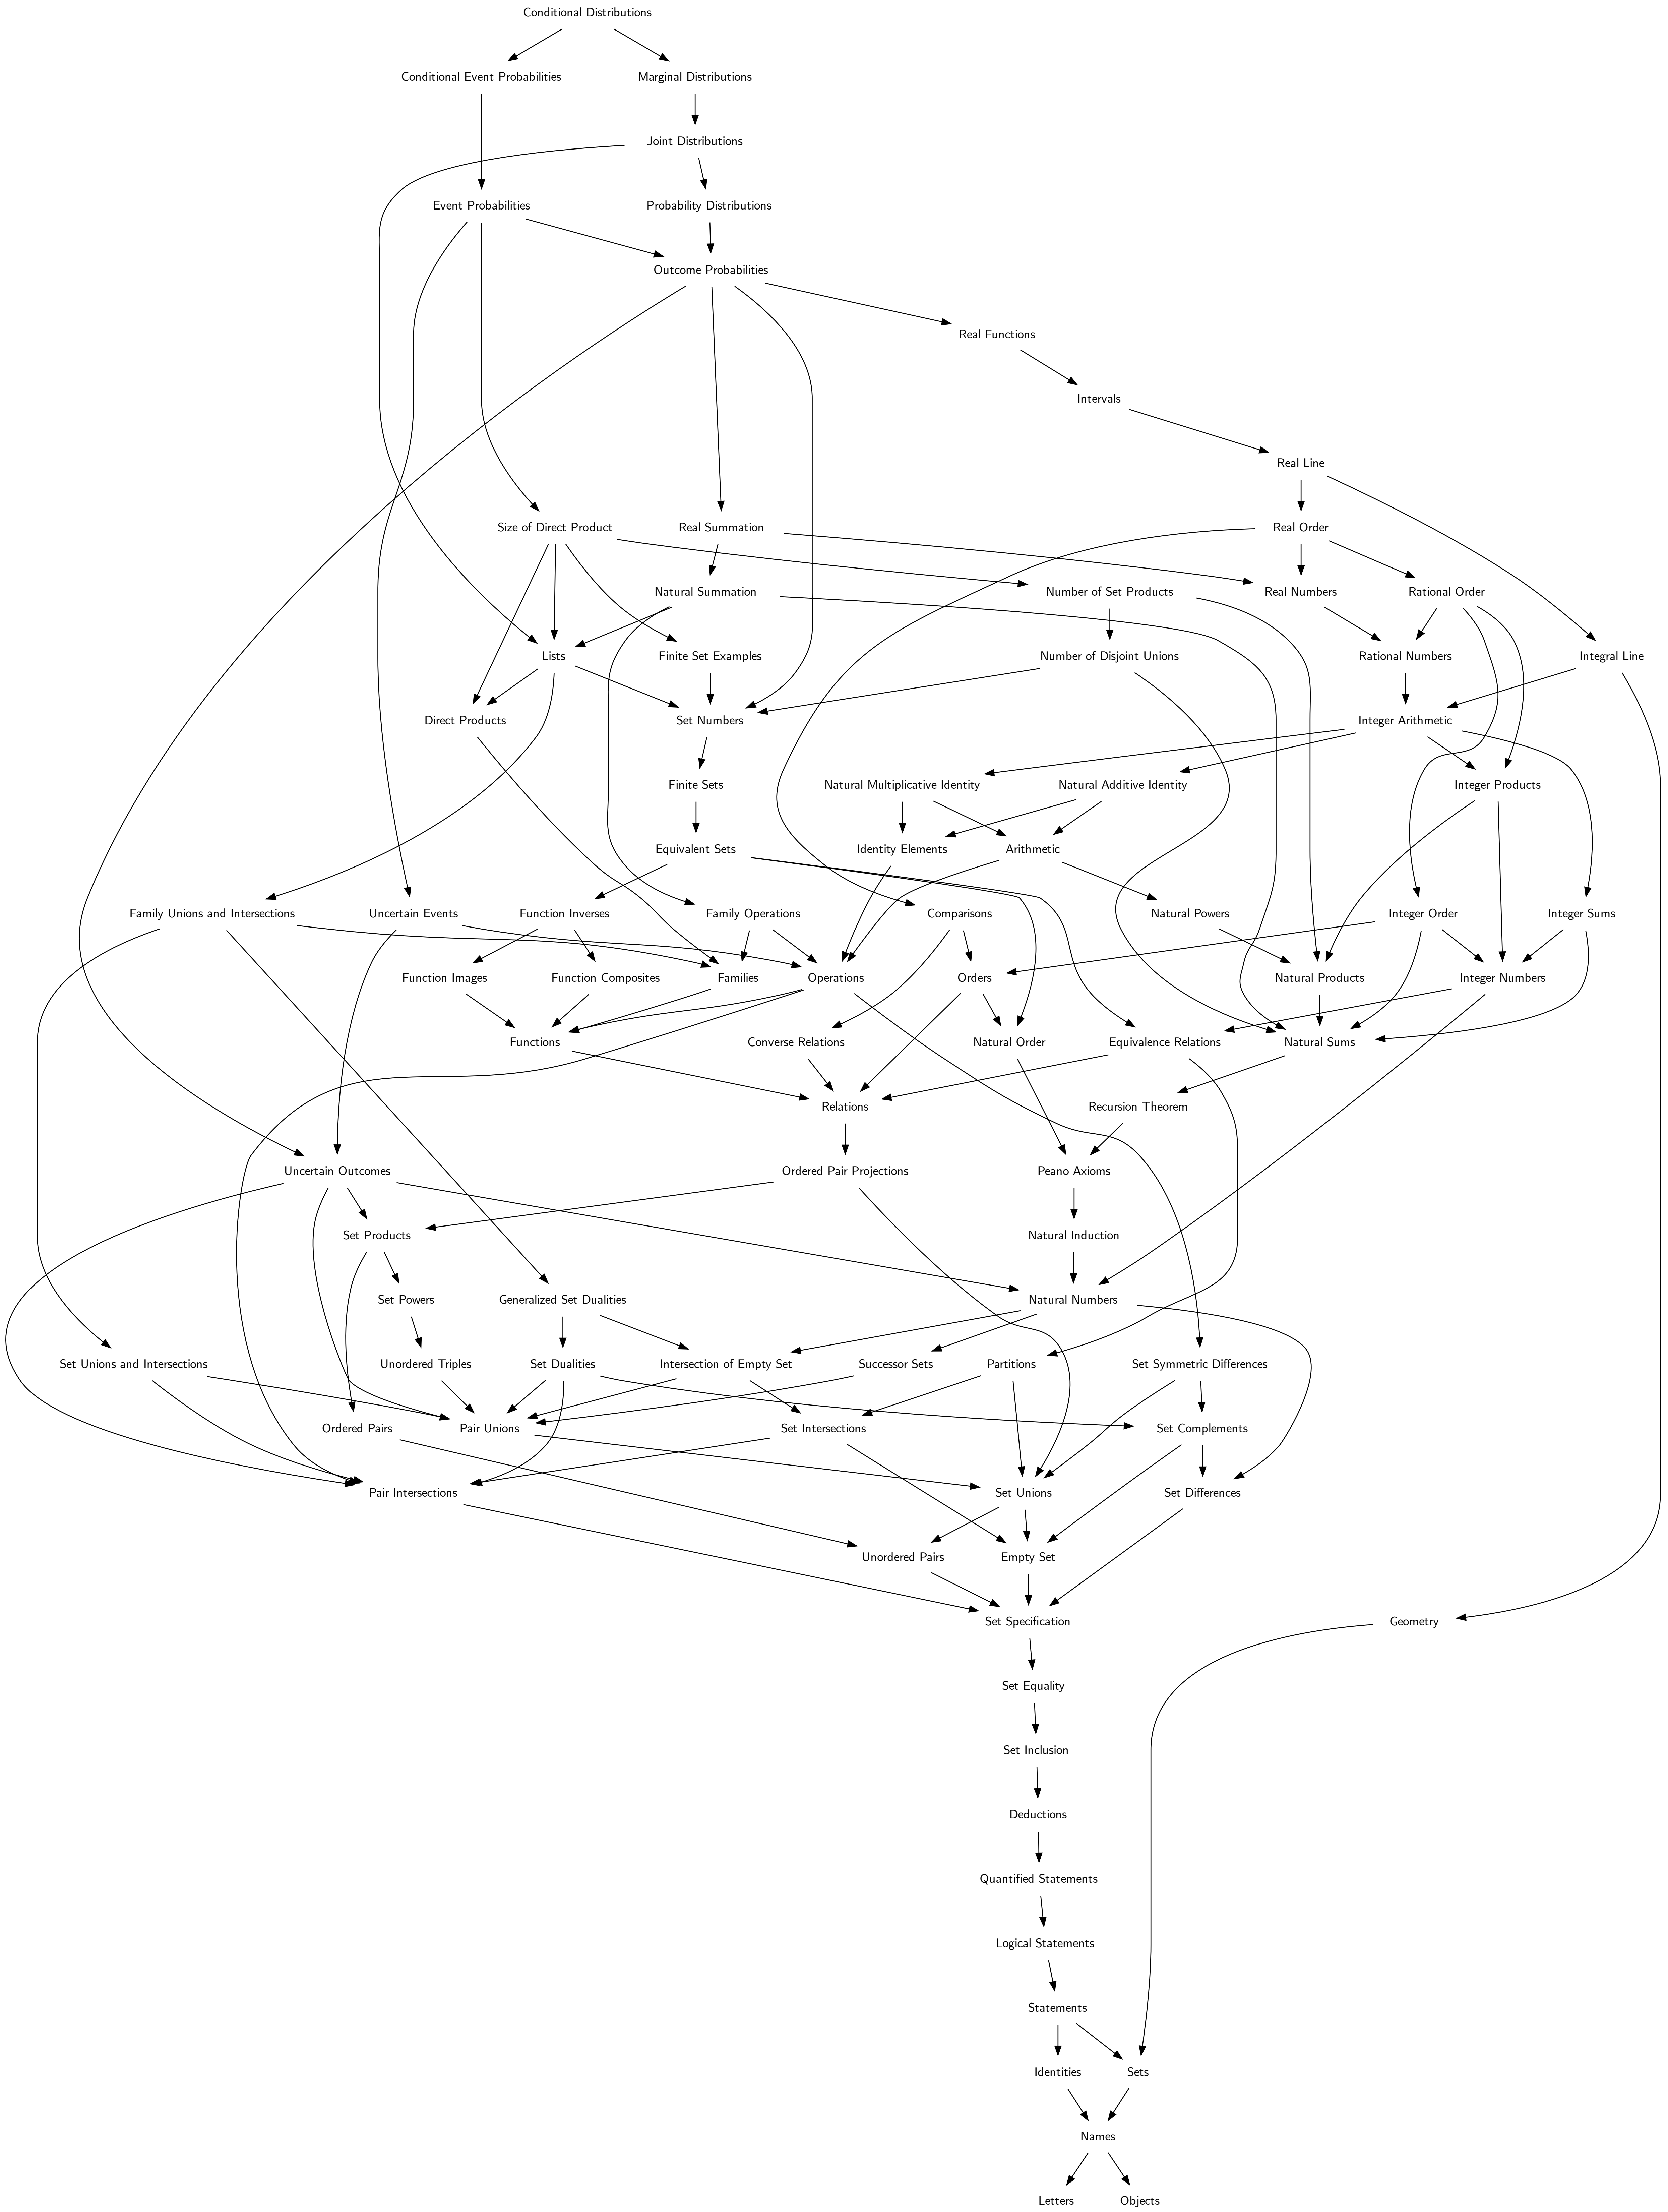 Conditional Distributions
Conditional Event Probabilities
Marginal Distributions
Joint Distributions
Event Probabilities
Probability Distributions
Outcome Probabilities
Real Functions
Intervals
Real Line
Size of Direct Product
Real Summation
Real Order
Natural Summation
Number of Set Products
Real Numbers
Rational Order
Lists
Finite Set Examples
Number of Disjoint Unions
Rational Numbers
Integral Line
Direct Products
Set Numbers
Integer Arithmetic
Finite Sets
Natural Multiplicative Identity
Natural Additive Identity
Integer Products
Equivalent Sets
Identity Elements
Arithmetic
Family Unions and Intersections
Uncertain Events
Function Inverses
Family Operations
Comparisons
Natural Powers
Integer Order
Integer Sums
Function Images
Function Composites
Families
Operations
Orders
Natural Products
Integer Numbers
Functions
Converse Relations
Natural Order
Equivalence Relations
Natural Sums
Relations
Recursion Theorem
Uncertain Outcomes
Ordered Pair Projections
Peano Axioms
Set Products
Natural Induction
Set Powers
Generalized Set Dualities
Natural Numbers
Set Unions and Intersections
Unordered Triples
Set Dualities
Intersection of Empty Set
Successor Sets
Partitions
Set Symmetric Differences
Ordered Pairs
Pair Unions
Set Intersections
Set Complements
Pair Intersections
Set Unions
Set Differences
Unordered Pairs
Empty Set
Set Specification
Geometry
Set Equality
Set Inclusion
Deductions
Quantified Statements
Logical Statements
Statements
Identities
Sets
Names
Letters
Objects